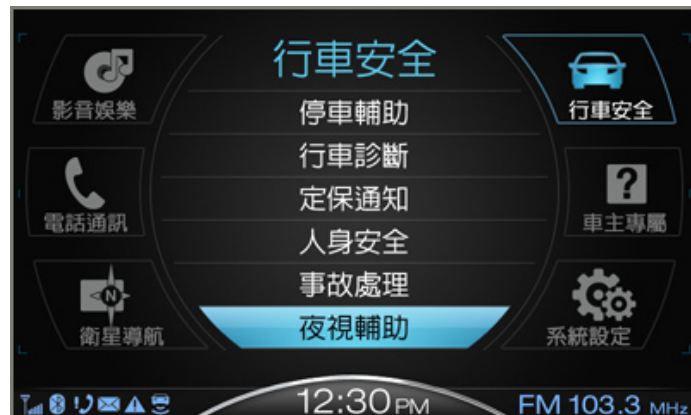 行車安全
影音娛樂
行車安全
停車輔助
行車診斷
定保通知
電話通訊
?
車主專屬
人身安全
事故處理
N
衛星導航
夜視輔助
系統設定
12:30 PM
FM 103.3 MHz